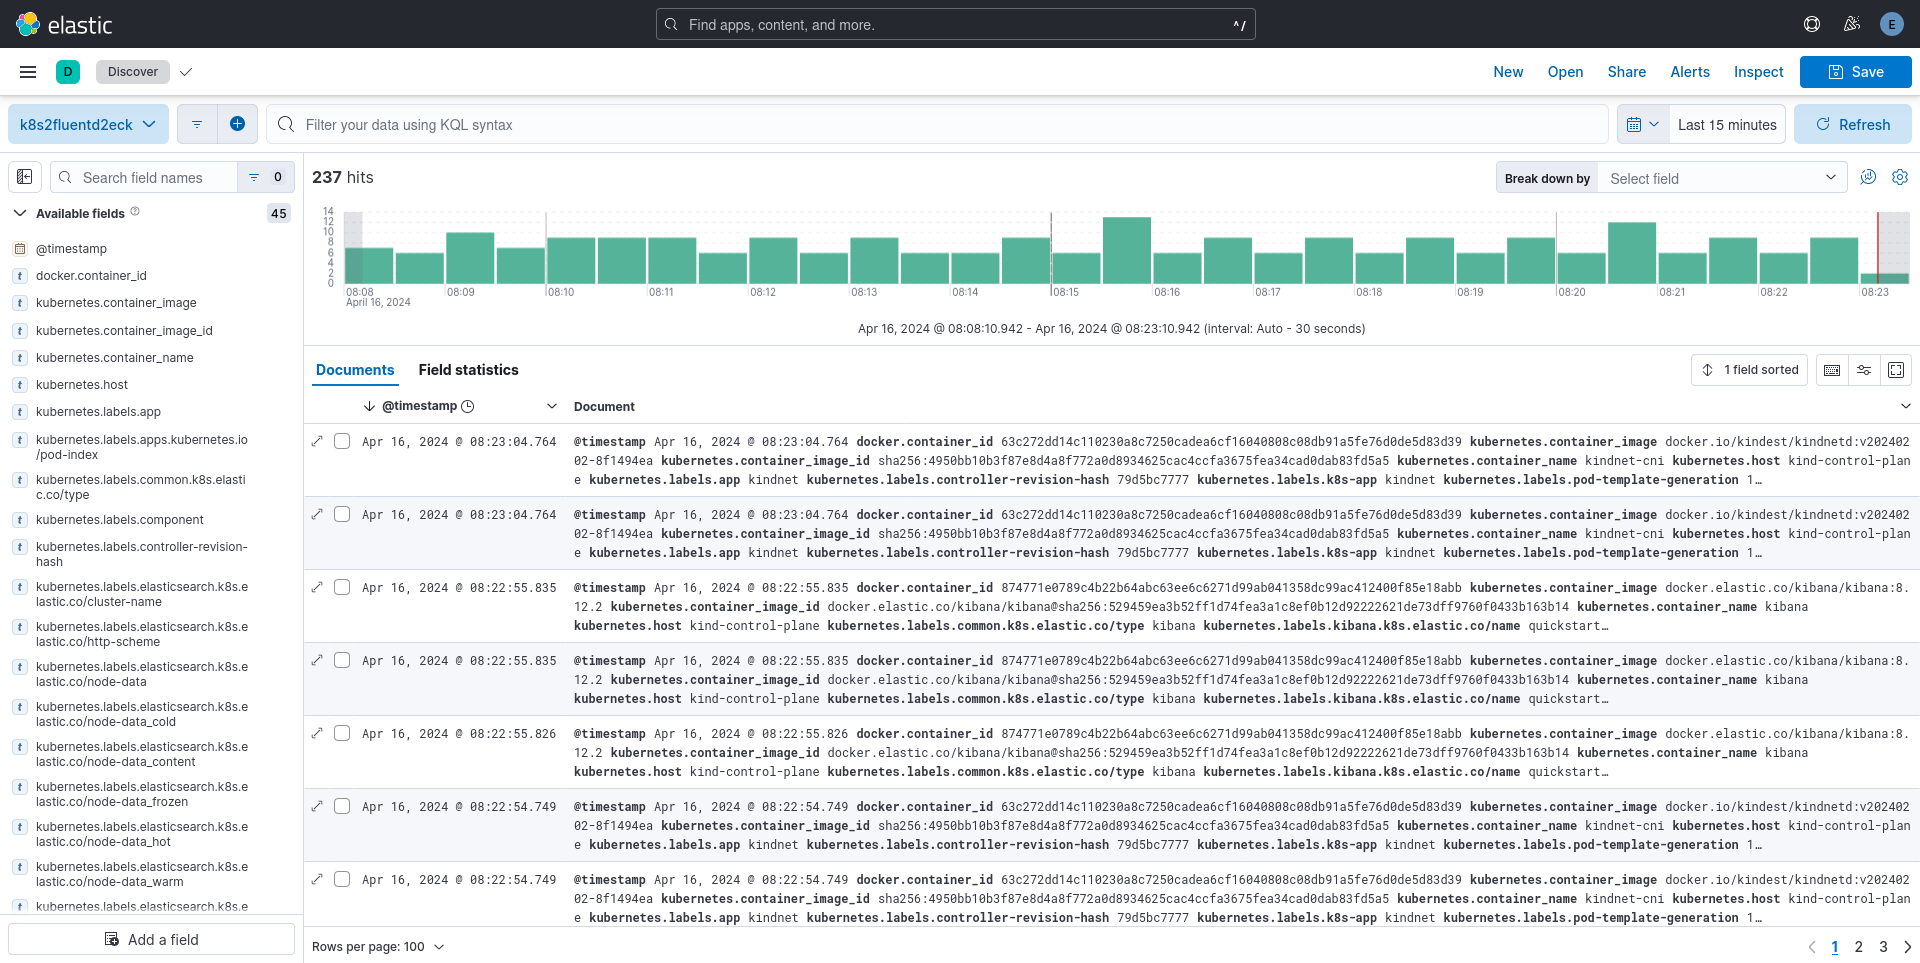 elastic
Find apps, content, and more.
^/
E
D
Discover
New
Open
Share
Alerts
Inspect
Save
k8s2fluentd2eck
Filter your data using KQL syntax
Last 15 minutes
Refresh
Search field names
0
Available fields
45
@timestamp
t docker.container_id
t kubernetes.container_image
t kubernetes.container_image_id
t kubernetes.container_name
t kubernetes.host
t kubernetes.labels.app
t kubernetes.labels.apps.kubernetes.io
/pod-index
t kubernetes.labels.common.k8s.elasti
c.co/type
t kubernetes.labels.component
t kubernetes.labels.controller-revision-
hash
t kubernetes.labels.elasticsearch.k8s.e
lastic.co/cluster-name
t kubernetes.labels.elasticsearch.k8s.e
lastic.co/http-scheme
t kubernetes.labels.elasticsearch.k8s.e
lastic.co/node-data
t kubernetes.labels.elasticsearch.k8s.e
lastic.co/node-data_cold
t kubernetes.labels.elasticsearch.k8s.e
lastic.co/node-data_content
t kubernetes.labels.elasticsearch.k8s.e
lastic.co/node-data_frozen
t kubernetes.labels.elasticsearch.k8s.e
lastic.co/node-data_hot
t kubernetes.labels.elasticsearch.k8s.e
lastic.co/node-data_warm
t kubernetes.labels.elasticsearch.k8s.e
Add a field
237 hits
Break down by
Select field
14
12
10
8
6
4
2
0
08:08
08:09
08:10
08:11
08:12
08:13
08:14
08:15
08:16
08:17
08:18
08:19
08:20
08:21
08:22
08:23
April 16, 2024
Apr 16, 2024 @ 08:08:10.942 - Apr 16, 2024 @ 08:23:10.942 (interval: Auto - 30 seconds)
Documents
Field statistics
1 field sorted
@timestamp
Document
Apr 16, 2024 @ 08:23:04.764
@timestamp Apr 16, 2024 @ 08:23:04.764 docker.container_id 63c272dd14c110230a8c7250cadea6cf16040808c08db91a5fe76d0de5d83d39 kubernetes.container_image docker.io/kindest/kindnetd:v202402
02-8f1494ea kubernetes.container_image_id sha256:4950bb10b3f87e8d4a8f772a0d8934625cac4ccfa3675fea34cad0dab83fd5a5 kubernetes.container_name kindnet-cni kubernetes.host kind-control-plan
e kubernetes.labels.app kindnet kubernetes.labels.controller-revision-hash 79d5bc7777 kubernetes.labels.k8s-app kindnet kubernetes.labels.pod-template-generation 1…
Apr 16, 2024 @ 08:23:04.764
@timestamp Apr 16, 2024 @ 08:23:04.764 docker.container_id 63c272dd14c110230a8c7250cadea6cf16040808c08db91a5fe76d0de5d83d39 kubernetes.container_image docker.io/kindest/kindnetd:v202402
02-8f1494ea kubernetes.container_image_id sha256:4950bb10b3f87e8d4a8f772a0d8934625cac4ccfa3675fea34cad0dab83fd5a5 kubernetes.container_name kindnet-cni kubernetes.host kind-control-plan
e kubernetes.labels.app kindnet kubernetes.labels.controller-revision-hash 79d5bc7777 kubernetes.labels.k8s-app kindnet kubernetes.labels.pod-template-generation 1…
Apr 16, 2024 @ 08:22:55.835
@timestamp Apr 16, 2024 @ 08:22:55.835 docker.container_id 874771e0789c4b22b64abc63ee6c6271d99ab041358dc99ac412400f85e18abb kubernetes.container_image docker.elastic.co/kibana/kibana:8.
12.2 kubernetes.container_image_id docker.elastic.co/kibana/kibana@sha256:529459ea3b52ff1d74fea3a1c8ef0b12d92222621de73dff9760f0433b163b14 kubernetes.container_name kibana
kubernetes.host kind-control-plane kubernetes.labels.common.k8s.elastic.co/type kibana kubernetes.labels.kibana.k8s.elastic.co/name quickstart…
Apr 16, 2024 @ 08:22:55.835
@timestamp Apr 16, 2024 @ 08:22:55.835 docker.container_id 874771e0789c4b22b64abc63ee6c6271d99ab041358dc99ac412400f85e18abb kubernetes.container_image docker.elastic.co/kibana/kibana:8.
12.2 kubernetes.container_image_id docker.elastic.co/kibana/kibana@sha256:529459ea3b52ff1d74fea3a1c8ef0b12d92222621de73dff9760f0433b163b14 kubernetes.container_name kibana
kubernetes.host kind-control-plane kubernetes.labels.common.k8s.elastic.co/type kibana kubernetes.labels.kibana.k8s.elastic.co/name quickstart…
Apr 16, 2024 @ 08:22:55.826
@timestamp Apr 16, 2024 @ 08:22:55.826 docker.container_id 874771e0789c4b22b64abc63ee6c6271d99ab041358dc99ac412400f85e18abb kubernetes.container_image docker.elastic.co/kibana/kibana:8.
12.2 kubernetes.container_image_id docker.elastic.co/kibana/kibana@sha256:529459ea3b52ff1d74fea3a1c8ef0b12d92222621de73dff9760f0433b163b14 kubernetes.container_name kibana
kubernetes.host kind-control-plane kubernetes.labels.common.k8s.elastic.co/type kibana kubernetes.labels.kibana.k8s.elastic.co/name quickstart…
Apr 16, 2024 @ 08:22:54.749
@timestamp Apr 16, 2024 @ 08:22:54.749 docker.container_id 63c272dd14c110230a8c7250cadea6cf16040808c08db91a5fe76d0de5d83d39 kubernetes.container_image docker.io/kindest/kindnetd:v202402
02-8f1494ea kubernetes.container_image_id sha256:4950bb10b3f87e8d4a8f772a0d8934625cac4ccfa3675fea34cad0dab83fd5a5 kubernetes.container_name kindnet-cni kubernetes.host kind-control-plan
e kubernetes.labels.app kindnet kubernetes.labels.controller-revision-hash 79d5bc7777 kubernetes.labels.k8s-app kindnet kubernetes.labels.pod-template-generation 1…
Apr 16, 2024 @ 08:22:54.749
@timestamp Apr 16, 2024 @ 08:22:54.749 docker.container_id 63c272dd14c110230a8c7250cadea6cf16040808c08db91a5fe76d0de5d83d39 kubernetes.container_image docker.io/kindest/kindnetd:v202402
02-8f1494ea kubernetes.container_image_id sha256:4950bb10b3f87e8d4a8f772a0d8934625cac4ccfa3675fea34cad0dab83fd5a5 kubernetes.container_name kindnet-cni kubernetes.host kind-control-plan
e kubernetes.labels.app kindnet kubernetes.labels.controller-revision-hash 79d5bc7777 kubernetes.labels.k8s-app kindnet kubernetes.labels.pod-template-generation 1…
Rows per page: 100
1 2 3